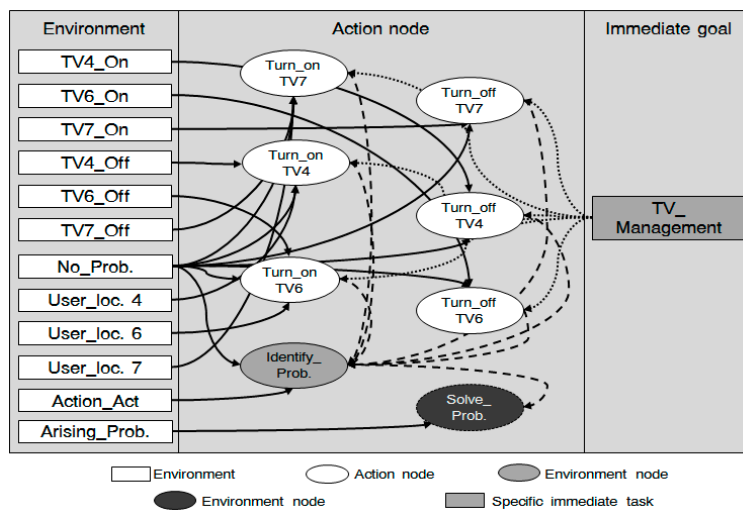 Environment
Action node
Immediate goal
TV4_On
TV6_On
TV7_On
TV4_Off
TV6_Off
TV7_Off
No_Prob.
User_loc. 4
User_loc. 6
User_loc. 7
Action_Act
Arising_Prob.
Turn_on
TV7
Turn_on
TV4
Turn_on
TV6
Identify_
Prob.
Turn_off
TV7
Turn_off
TV4
Turn_off
TV6
Solve_
Prob.
TV_
Management
Environment
Action node
Environment node
Environment node
Specific immediate task